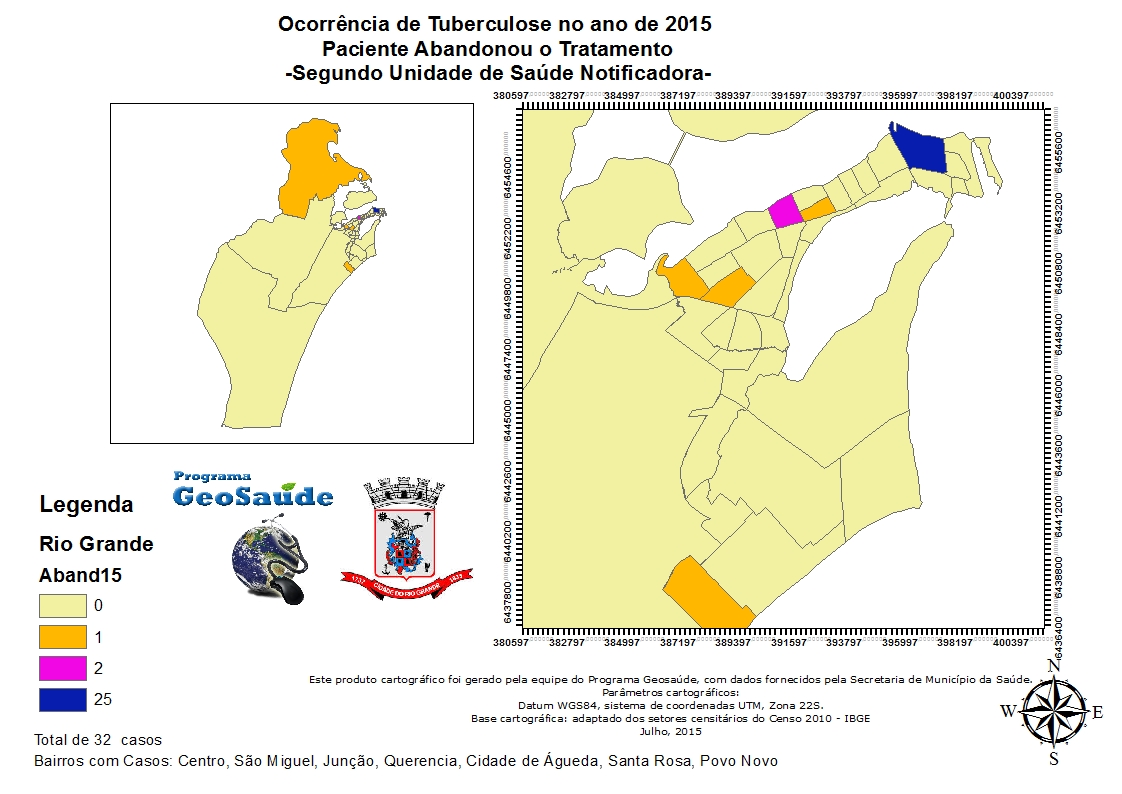 Ocorrência de Tuberculose no ano de 2015
Paciente Abandonou o Tratamento
-Segundo Unidade de Saúde Notificadora-
380597 382797 384997 387197 389397 391597 393797 395997 398197 400397
6454600
6452200
6449800
6447400
6445000
6442600
6440200
6437800
6455600
6453200
6450800
6448400
6446000
6443600
6441200
6438800
6436400
380597 382797 384997 387197 389397 391597 393797 395997 398197 400397
Programa
GeoSaúde
1737 CIDADE DO RIO GRANDE 1835
Legenda
Rio Grande
Aband15
0
1
2
25
Este produto cartográfico foi gerado pela equipe do Programa Geosaúde, com dados fornecidos pela Secretaria de Município da Saúde.
Parâmetros cartográficos:
Datum WGS84, sistema de coordenadas UTM, Zona 22S.
Base cartográfica: adaptado dos setores censitários do Censo 2010 - IBGE
Julho, 2015
N
W E
S
Total de 32 casos
Bairros com Casos: Centro, São Miguel, Junção, Querencia, Cidade de Águeda, Santa Rosa, Povo Novo